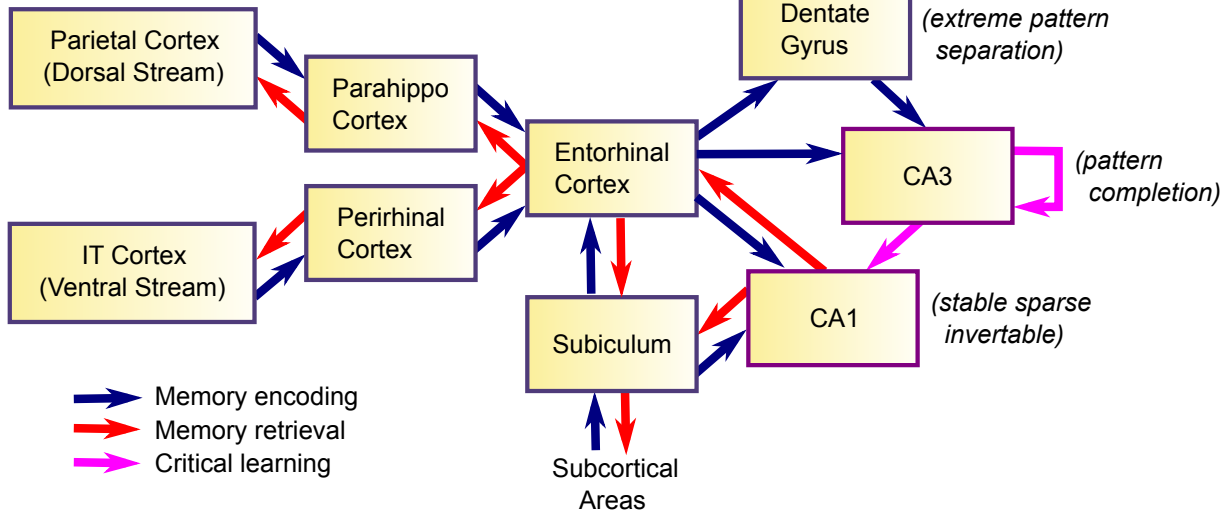 Parietal Cortex
(Dorsal Stream)
Parahippo
Cortex
Dentate
Gyrus
(extreme pattern
separation)
Entorhinal
Cortex
CA3
(pattern
completion)
IT Cortex
(Ventral Stream)
Perirhinal
Cortex
Subiculum
CA1
(stable sparse
invertable)
Memory encoding
Memory retrieval
Critical learning
Subcortical
Areas